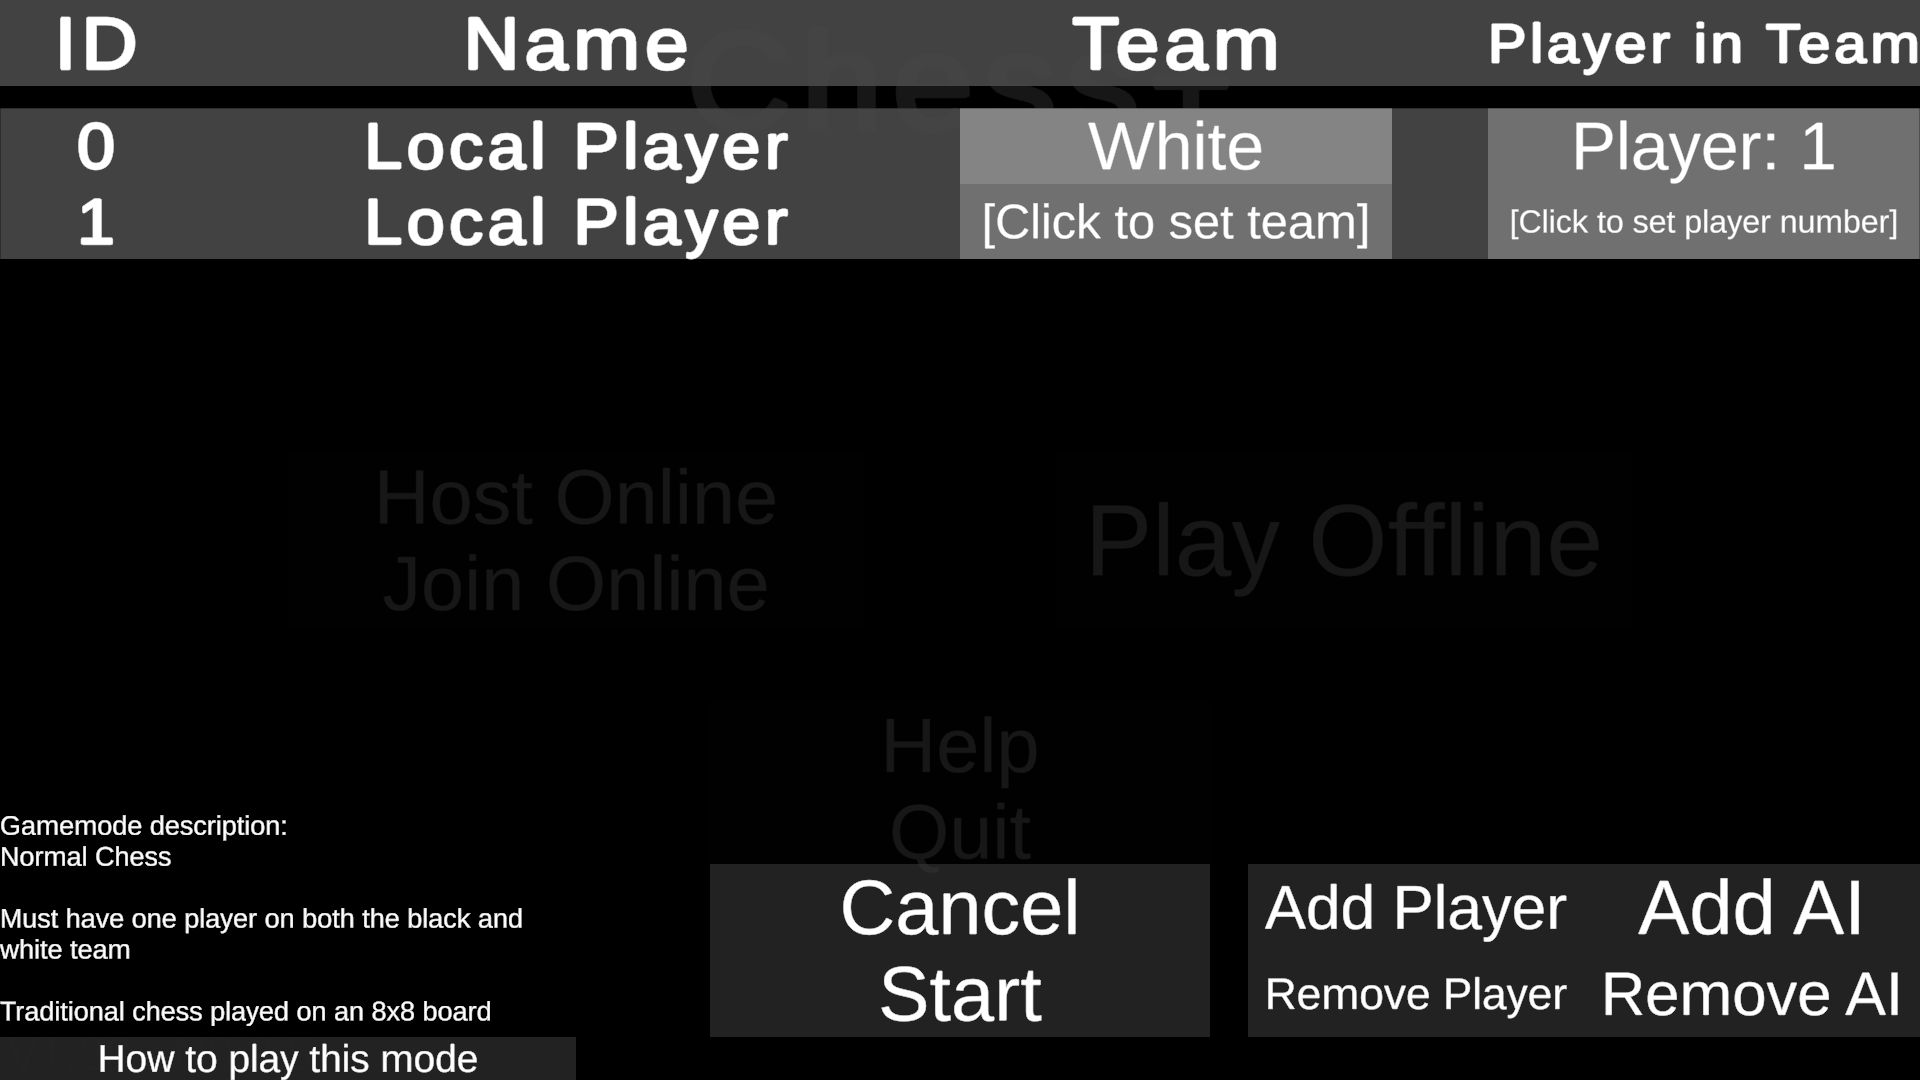 Chess+
ID Name Team Player in Team
0 Local Player White Player: 1
1 Local Player [Click to set team] [Click to set player number]
Host Online
Join Online
Play Offline
Help
Quit
Gamemode description:
Normal Chess
Must have one player on both the black and
white team
Traditional chess played on an 8x8 board
How to play this mode
Cancel
Start
Add Player Add AI
Remove Player Remove AI